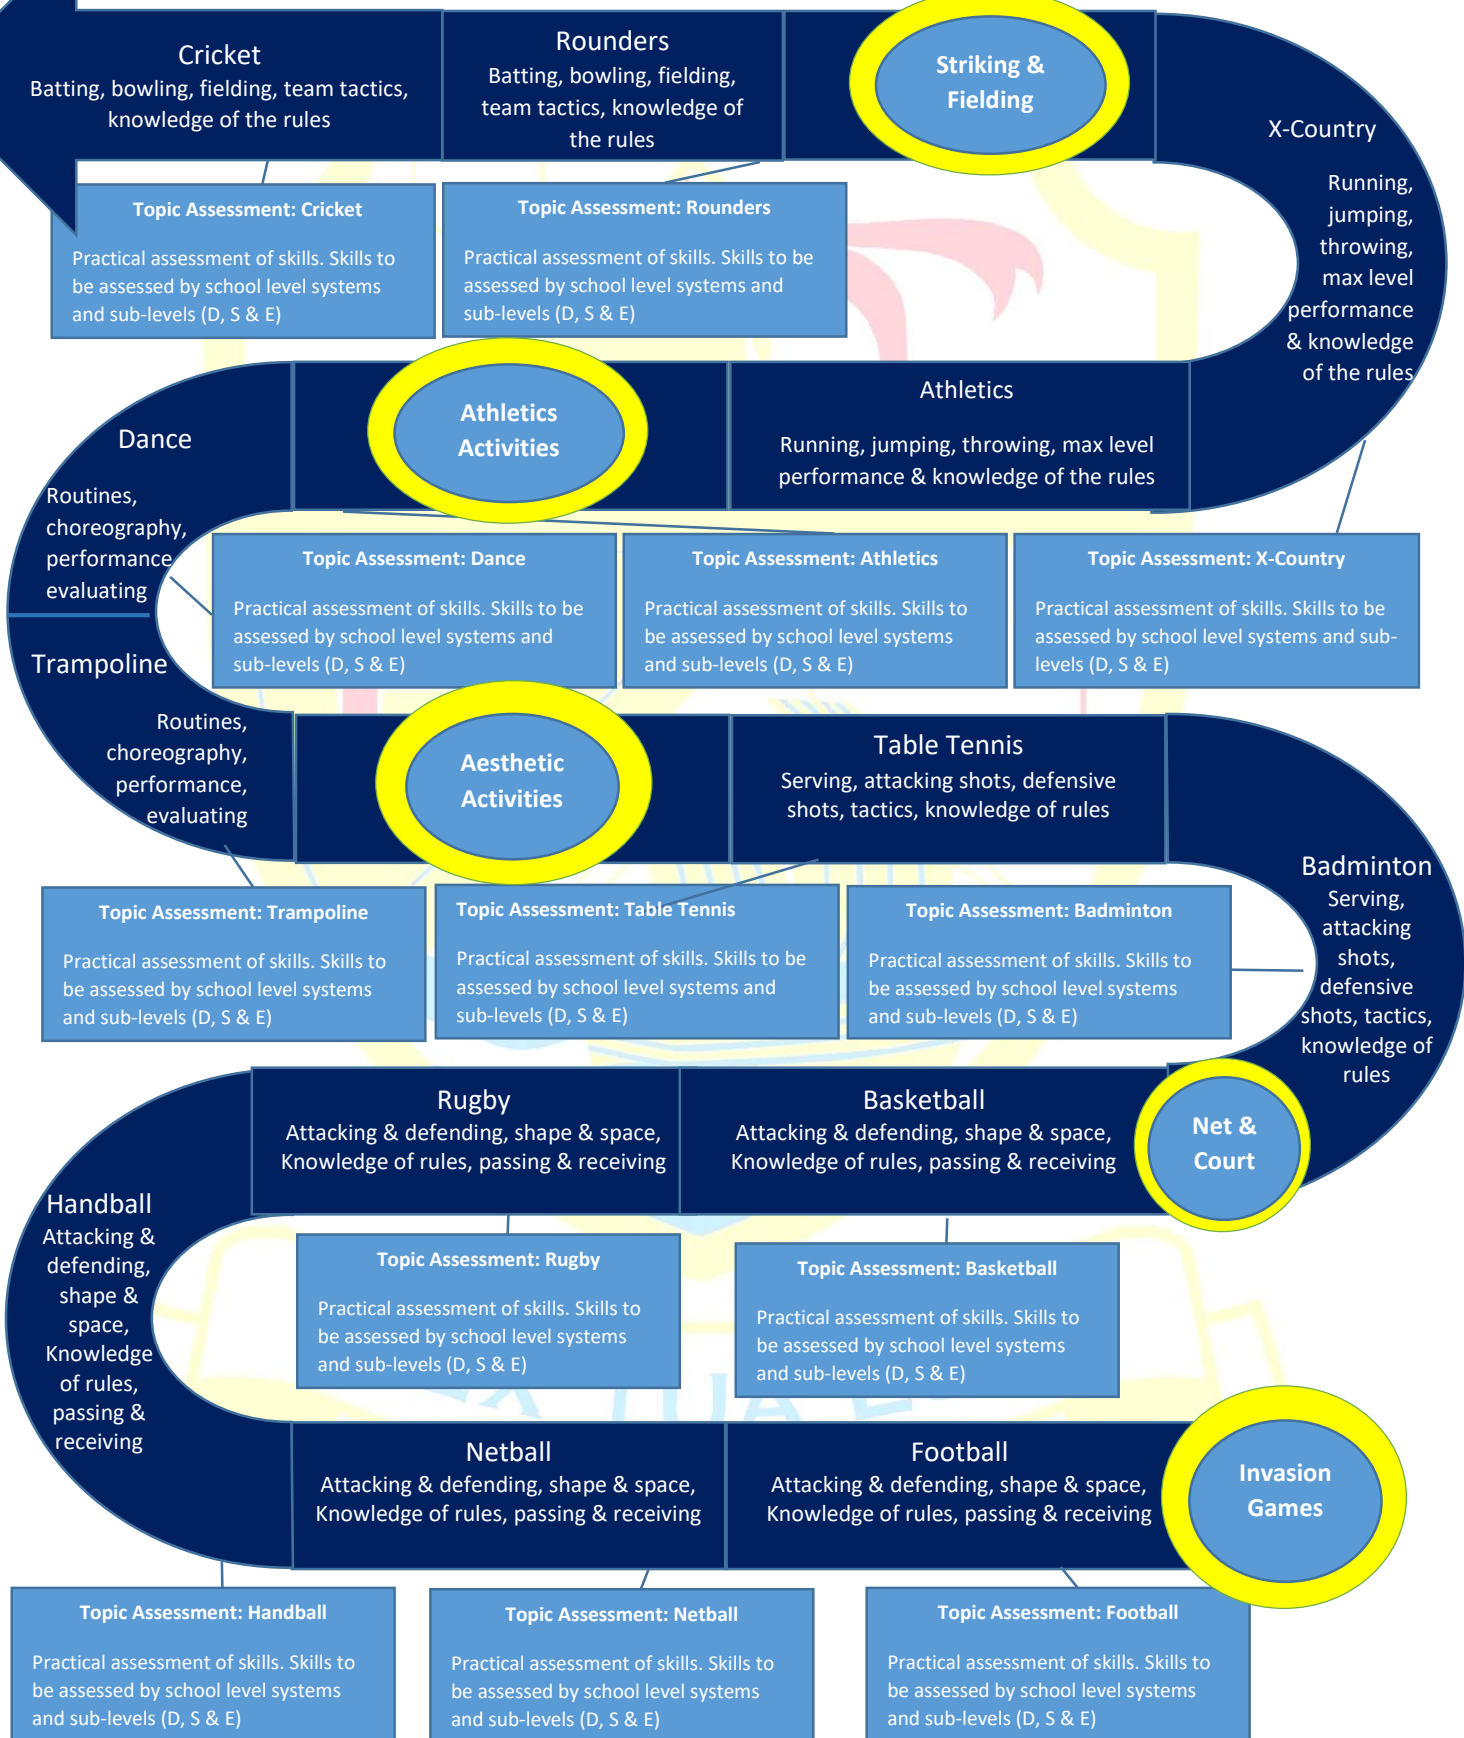 Cricket
Batting, bowling, fielding, team tactics,
knowledge of the rules
Rounders
Batting, bowling, fielding,
team tactics, knowledge of
the rules
Striking &
Fielding
X-Country
Running,
jumping,
throwing,
max level
performance
& knowledge
of the rules
Topic Assessment: Cricket
Practical assessment of skills. Skills to
be assessed by school level systems
and sub-levels (D, S & E)
Topic Assessment: Rounders
Practical assessment of skills. Skills to be
assessed by school level systems and
sub-levels (D, S & E)
Dance
Routines,
choreography,
performance
evaluating
Athletics
Activities
Athletics
Running, jumping, throwing, max level
performance & knowledge of the rules
Topic Assessment: Dance
Practical assessment of skills. Skills to be
assessed by school level systems and
sub-levels (D, S & E)
Topic Assessment: Athletics
Practical assessment of skills. Skills to
be assessed by school level systems
and sub-levels (D, S & E)
Topic Assessment: X-Country
Practical assessment of skills. Skills to be
assessed by school level systems and sub-
levels (D, S & E)
Trampoline
Routines,
choreography,
performance,
evaluating
Aesthetic
Activities
Table Tennis
Serving, attacking shots, defensive
shots, tactics, knowledge of rules
Badminton
Serving,
attacking
shots,
defensive
shots, tactics,
knowledge of
rules
Topic Assessment: Trampoline
Practical assessment of skills. Skills to
be assessed by school level systems
and sub-levels (D, S & E)
Topic Assessment: Table Tennis
Practical assessment of skills. Skills to be
assessed by school level systems and
sub-levels (D, S & E)
Topic Assessment: Badminton
Practical assessment of skills. Skills to
be assessed by school level systems
and sub-levels (D, S & E)
Rugby
Attacking & defending, shape & space,
Knowledge of rules, passing & receiving
Basketball
Attacking & defending, shape & space,
Knowledge of rules, passing & receiving
Net &
Court
Handball
Attacking &
defending,
shape &
space,
Knowledge
of rules,
passing &
receiving
Topic Assessment: Rugby
Practical assessment of skills. Skills to
be assessed by school level systems
and sub-levels (D, S & E)
Topic Assessment: Basketball
Practical assessment of skills. Skills to
be assessed by school level systems
and sub-levels (D, S & E)
TUA
Netball
Attacking & defending, shape & space,
Knowledge of rules, passing & receiving
Football
Attacking & defending, shape & space,
Knowledge of rules, passing & receiving
Invasion
Games
Topic Assessment: Handball
Practical assessment of skills. Skills to
be assessed by school level systems
and sub-levels (D, S & E)
Topic Assessment: Netball
Practical assessment of skills. Skills to
be assessed by school level systems
and sub-levels (D, S & E)
Topic Assessment: Football
Practical assessment of skills. Skills to
be assessed by school level systems
and sub-levels (D, S & E)